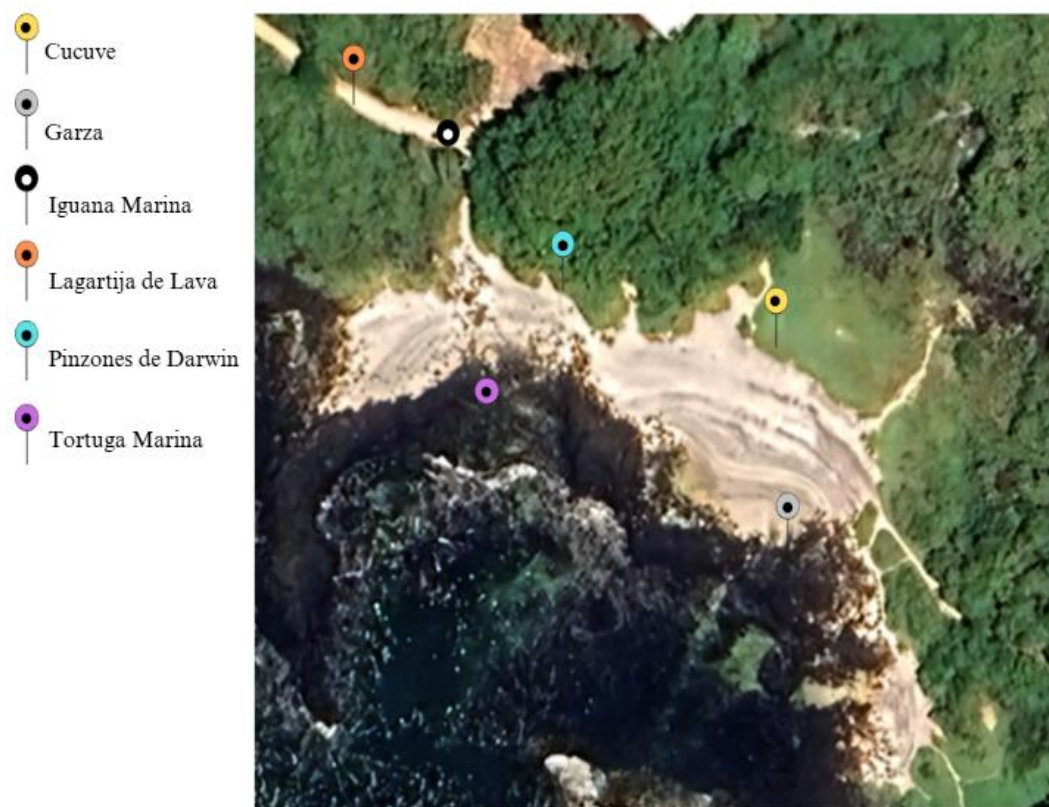 Cucuve
Garza
Iguana Marina
Lagartija de Lava
Pinzones de Darwin
Tortuga Marina